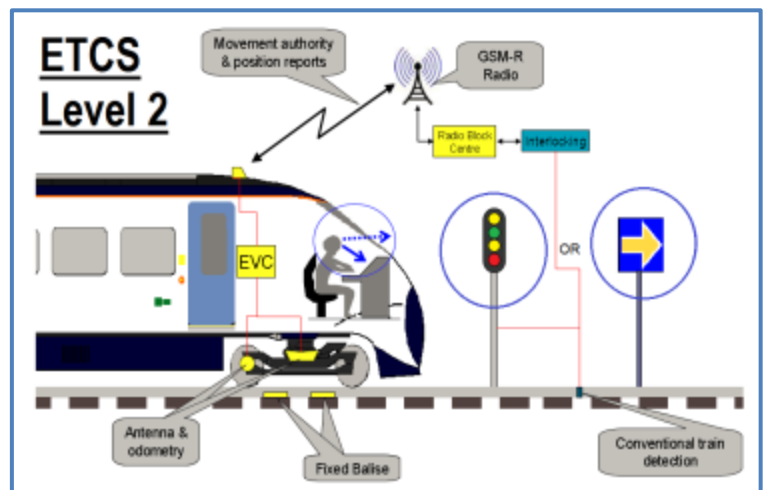 ETCS
Level 2
Movement authority
& position reports
GSM-R
Radio
Radio Block
Centre
Interlocking
EVC
OR
Antenna &
odometry
Fixed Balise
Conventional train
detection